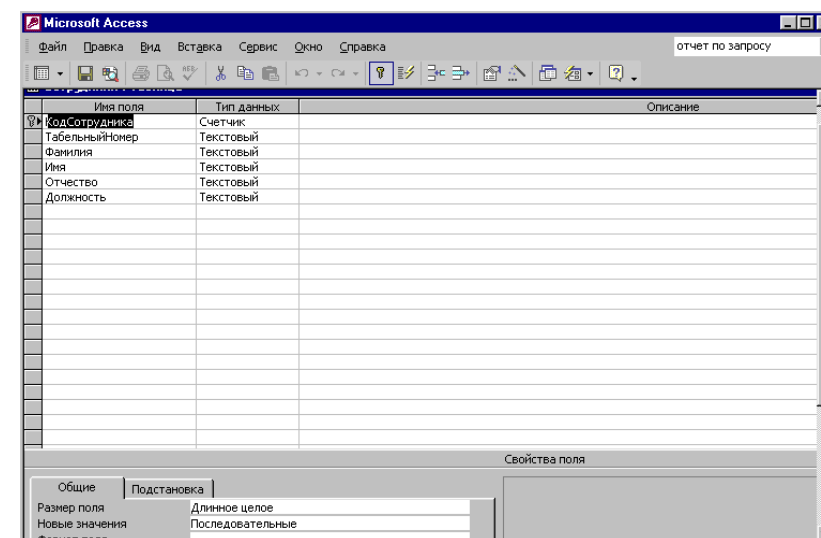 Microsoft Access
Файл Правка Вид Вставка Сервис Окно Справка отчет по запросу
Имя поля Тип данных Описание
КодСотрудника Счетчик
ТабельныйНомер Текстовый
Фамилия Текстовый
Имя Текстовый
Отчество Текстовый
Должность Текстовый
Свойства поля
Общие Подстановка
Размер поля Длинное целое
Новые значения Последовательные